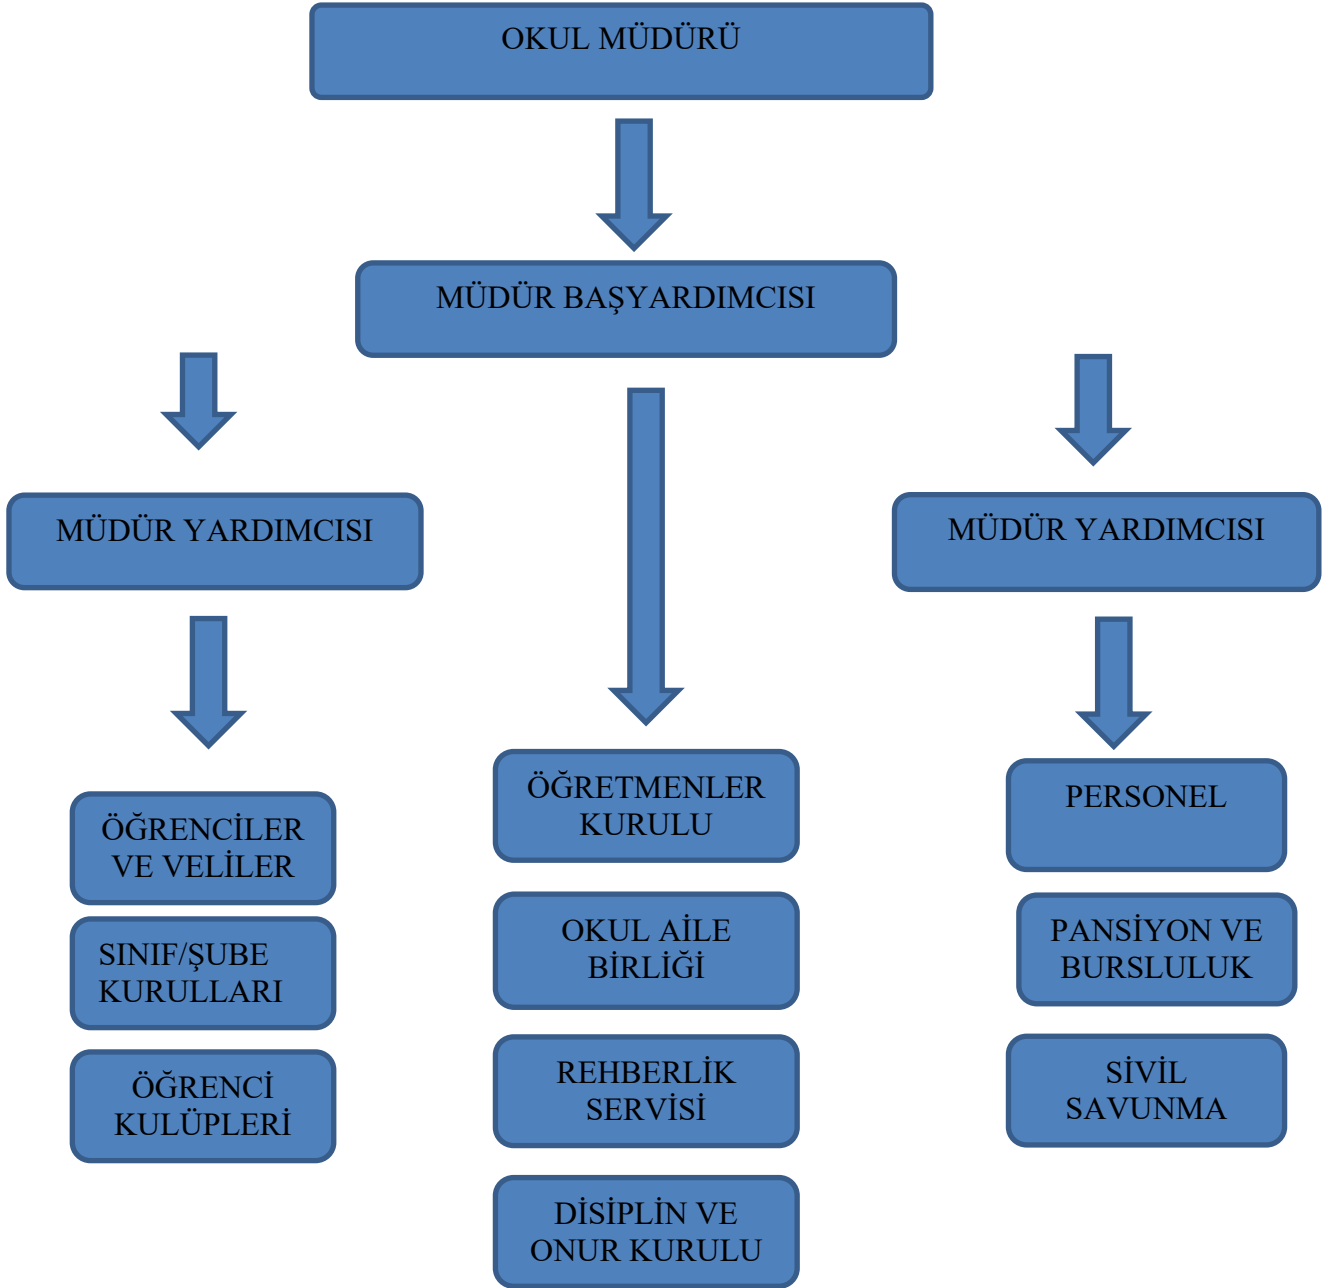 OKUL MÜDÜRÜ
MÜDÜR BAŞYARDIMCISI
MÜDÜR YARDIMCISI
MÜDÜR YARDIMCISI
ÖĞRENCİLER
VE VELİLER
SINIF/ŞUBE
KURULLARI
ÖĞRENCİ
KULÜPLERİ
ÖĞRETMENLER
KURULU
OKUL AİLE
BİRLİĞİ
REHBERLİK
SERVİSİ
DİSİPLİN VE
ONUR KURULU
PERSONEL
PANSİYON VE
BURSLULUK
SİVİL
SAVUNMA